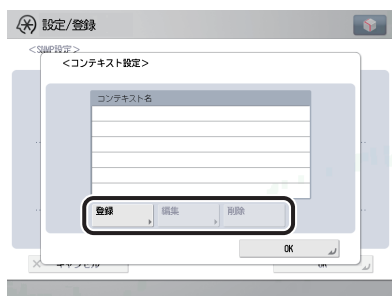 設定/登録
<SNMP設定>
<コンテキスト設定>
コンテキスト名
登録
編集
削除
OK
キャンセル
OK